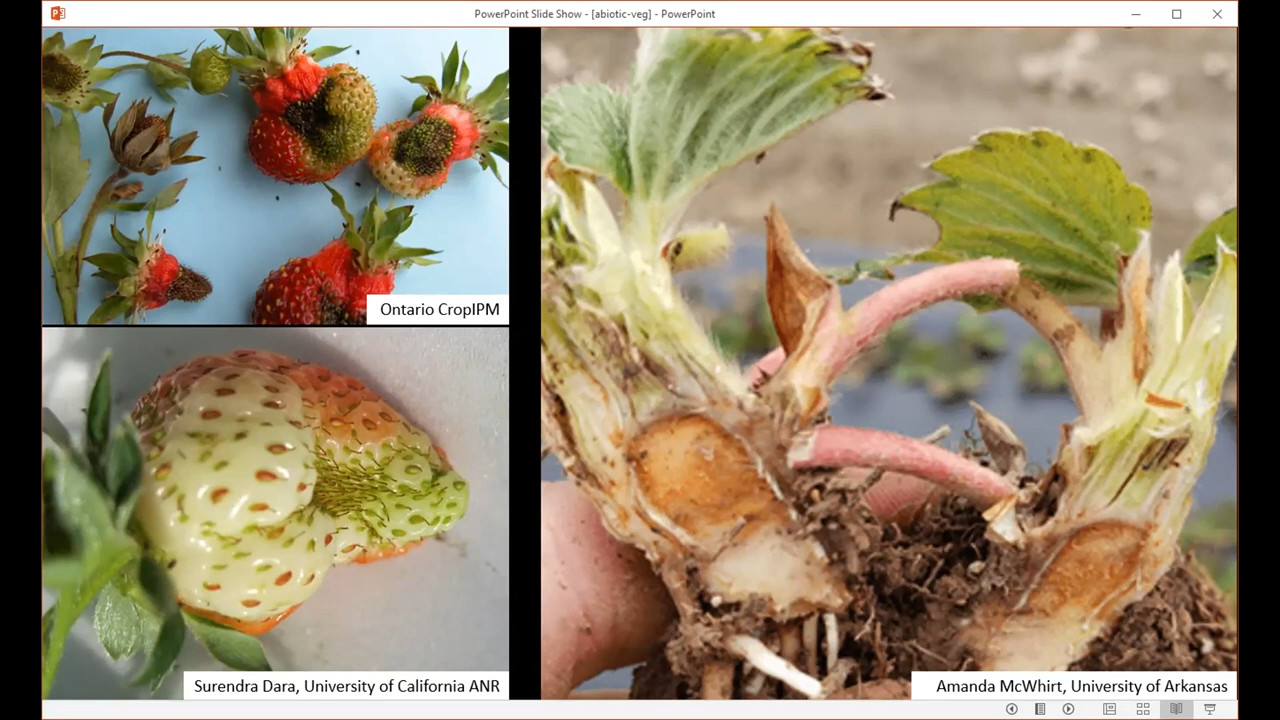 PowerPoint Slide Show - [abiotic-veg] - PowerPoint
Ontario CropIPM
Surendra Dara, University of California ANR
Amanda McWhirt, University of Arkansas